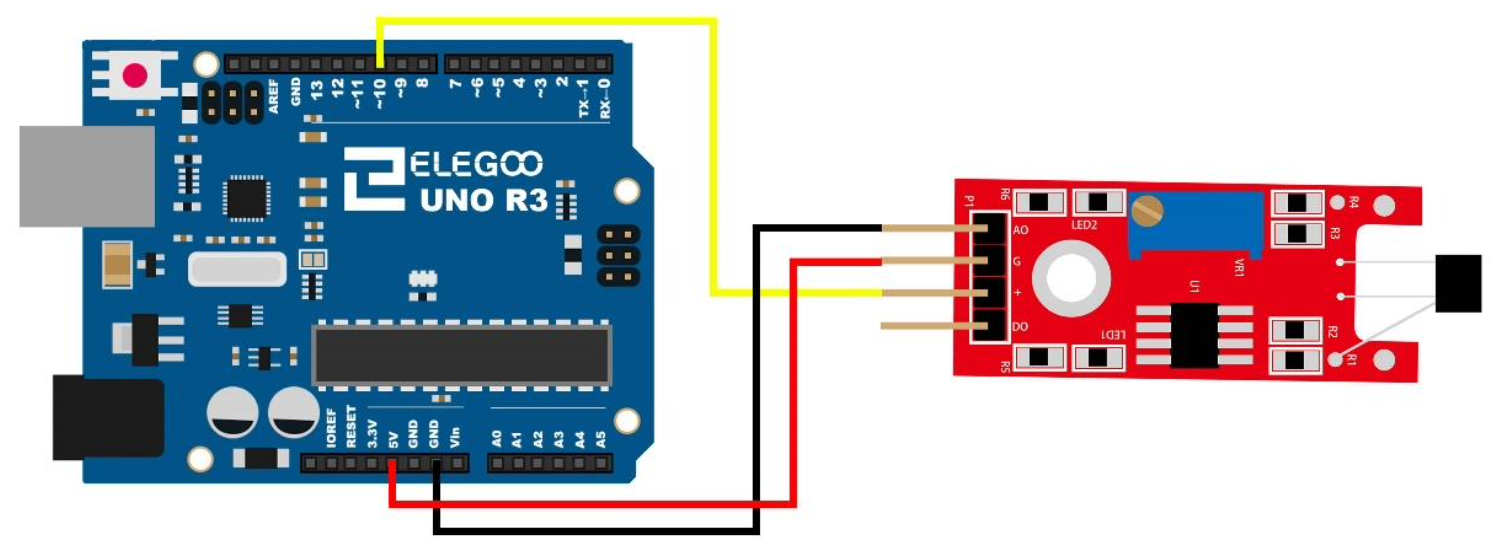 AREF
GND
13
12
~11
~10
~9
8
7
~6
~5
4
~3
2
TX→1
RX←0
ELEGOO
UNO R3
IOREF
RESET
3.3V
5V
GND
GND
Vin
A0
A1
A2
A3
A4
A5
P1
R6
LED2
R4
R3
AO
G
+
DO
VR1
U1
LED1
R5
R2
R1